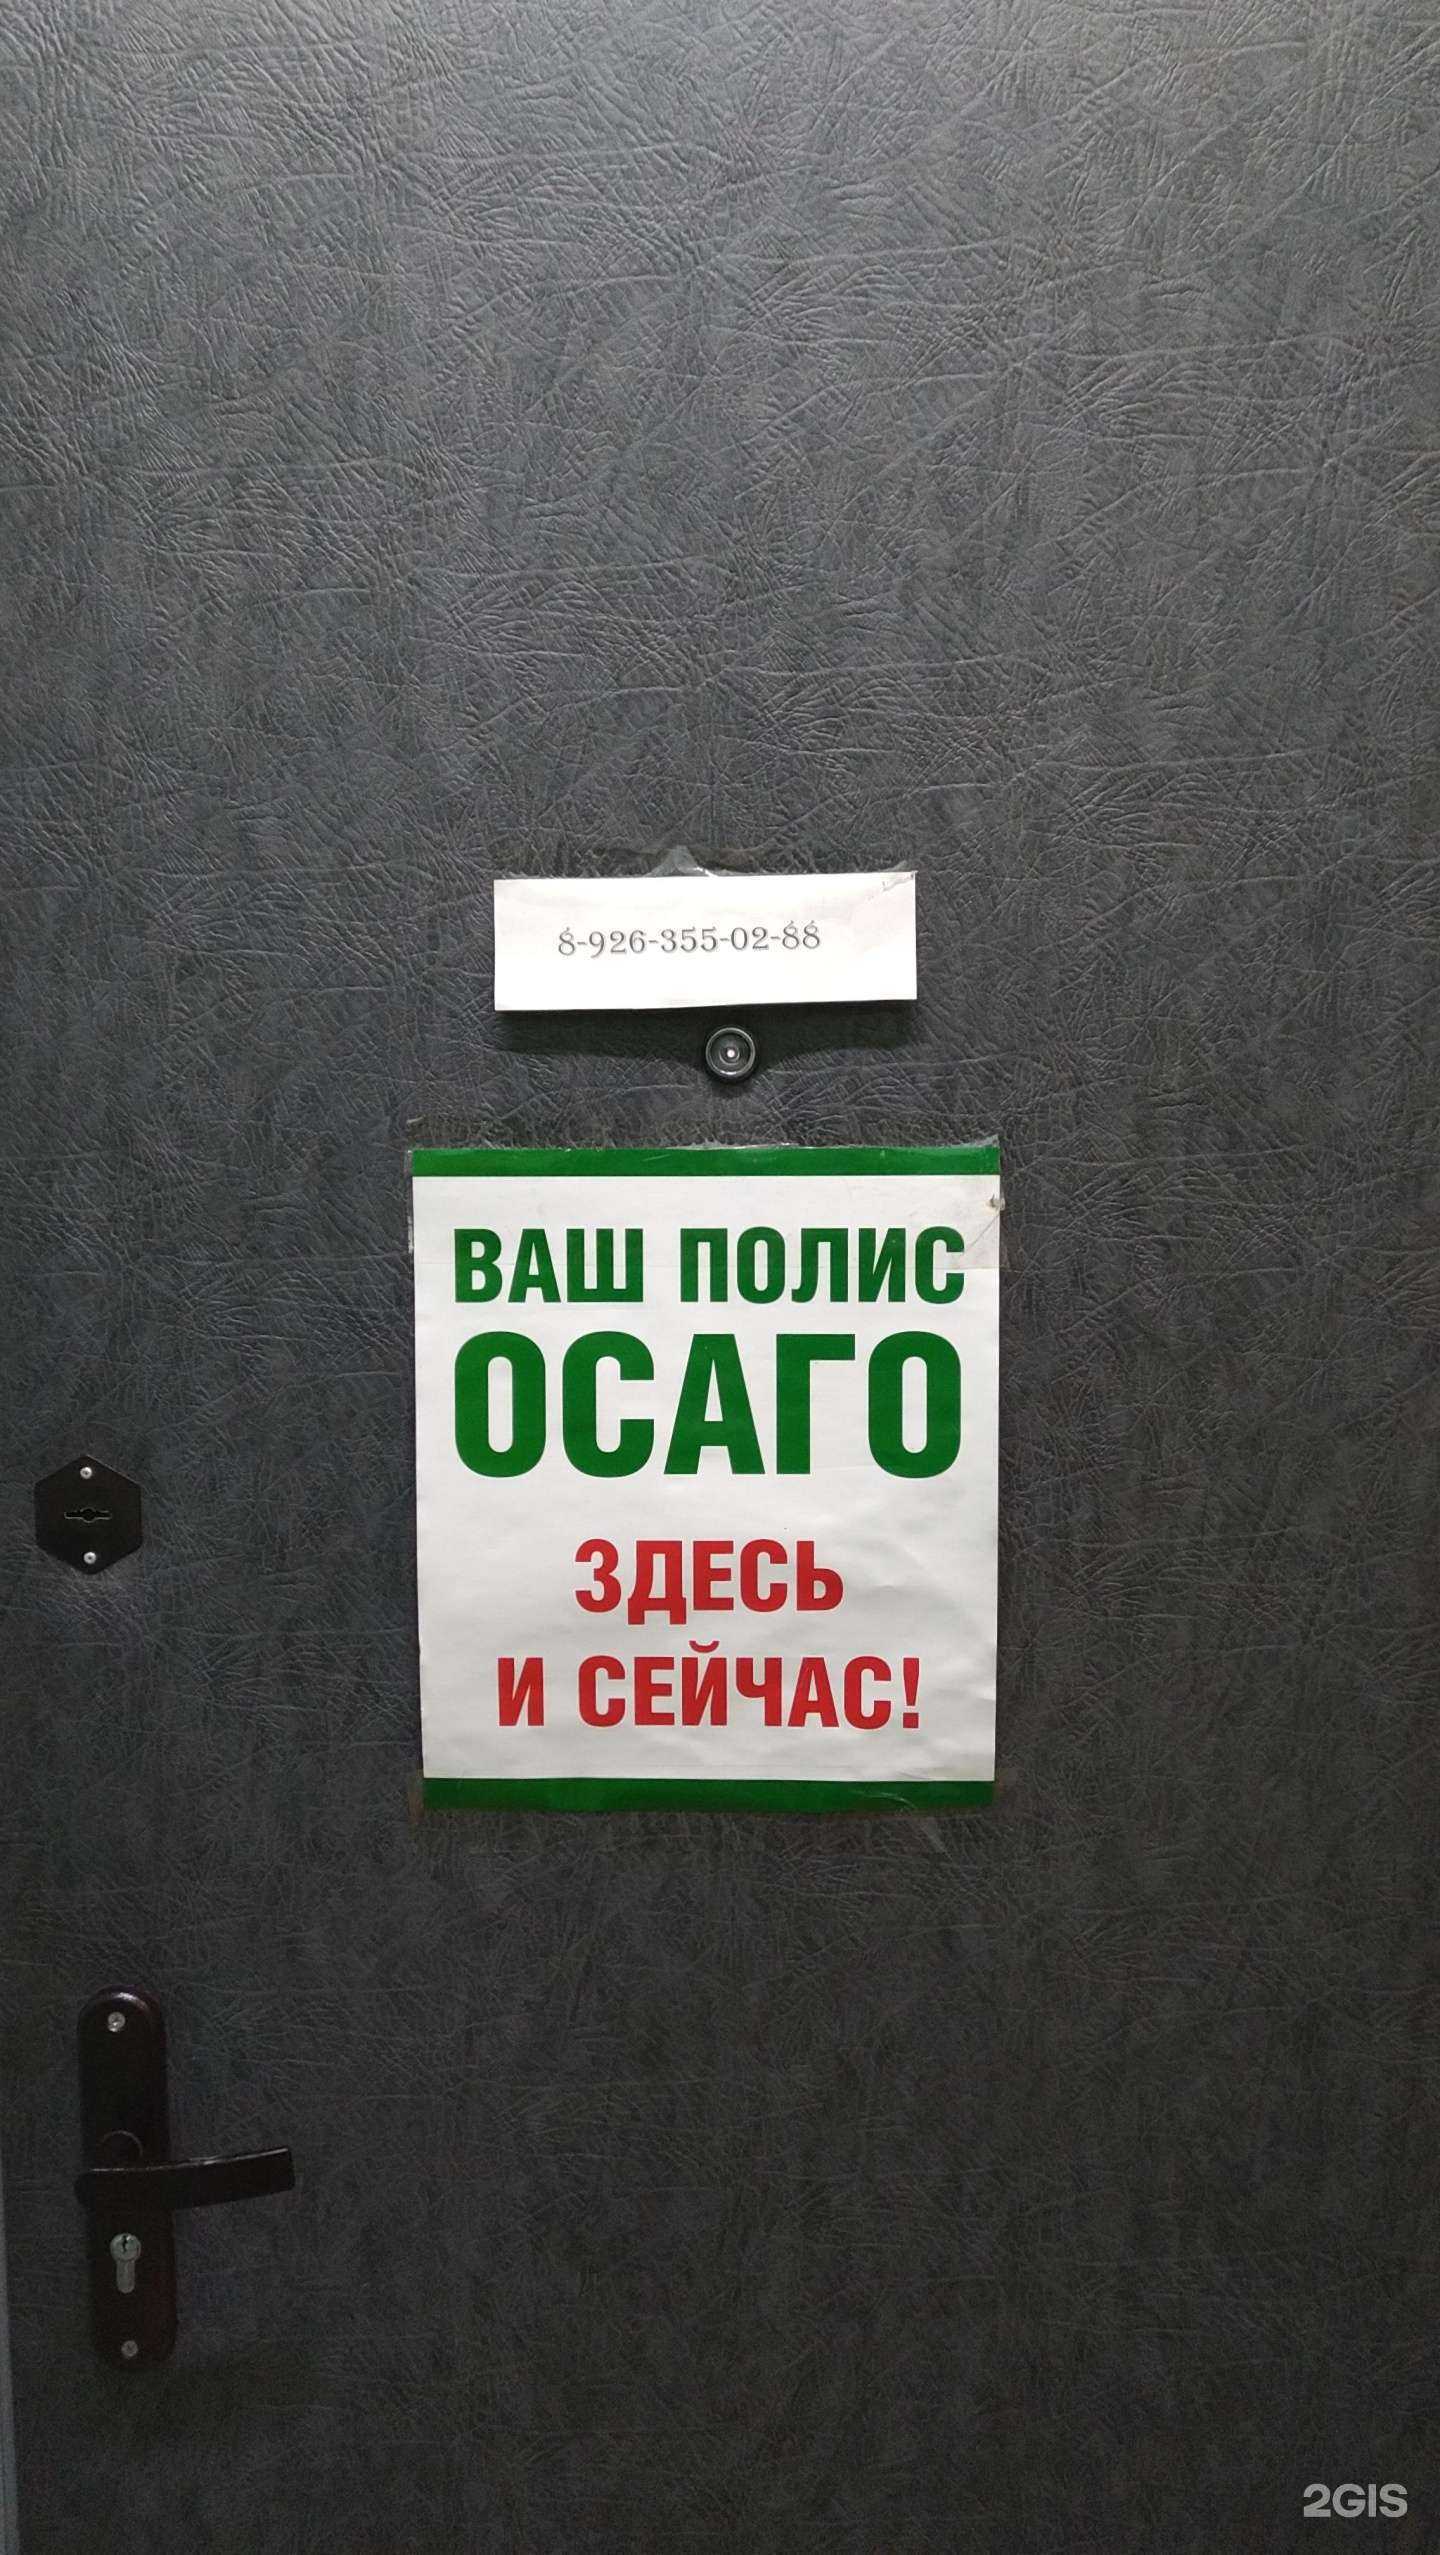 8-926-355-02-88
ВАШ ПОЛИС
ОСАГО
ЗДЕСЬ
И СЕЙЧАС!
2GIS